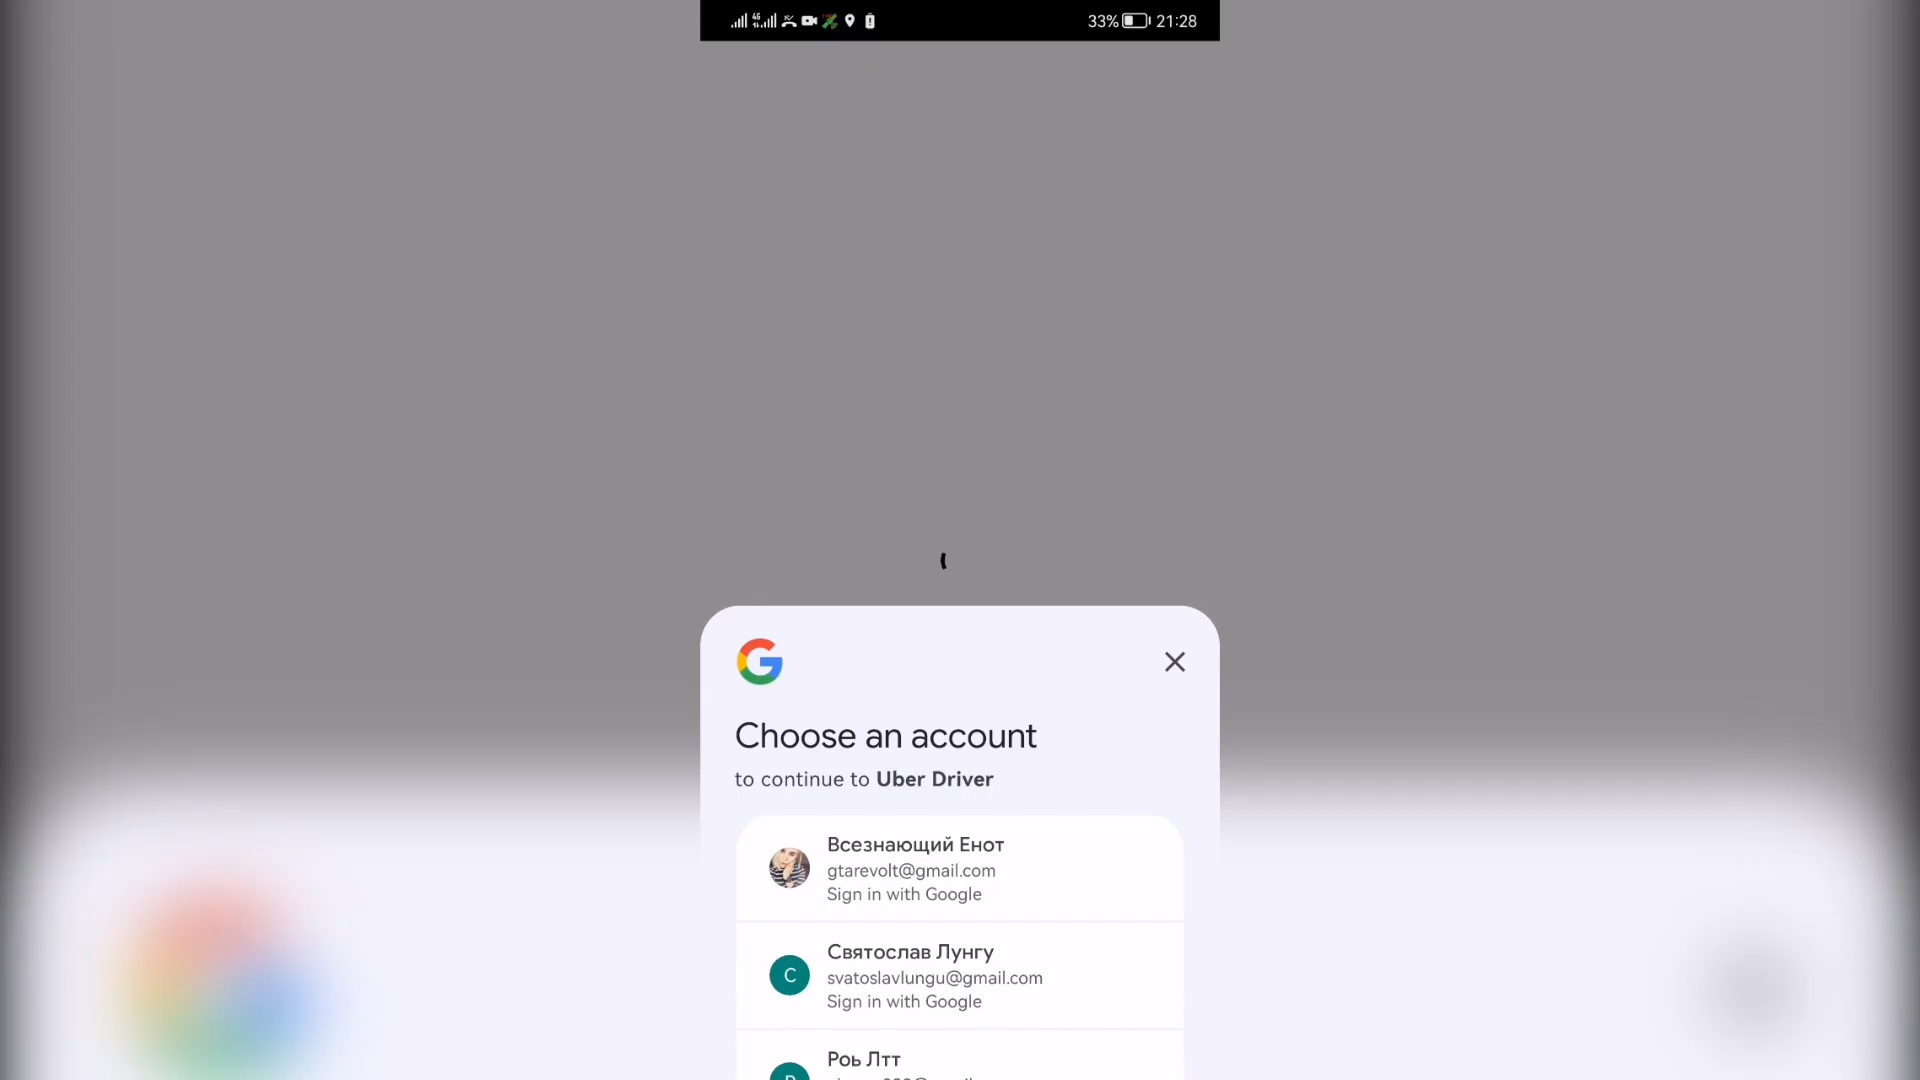 33% 21:28
Choose an account
to continue to Uber Driver
Всезнающий Енот
gtarevolt@gmail.com
Sign in with Google
С
Святослав Лунгу
svatoslavlungu@gmail.com
Sign in with Google
Роь Лтт